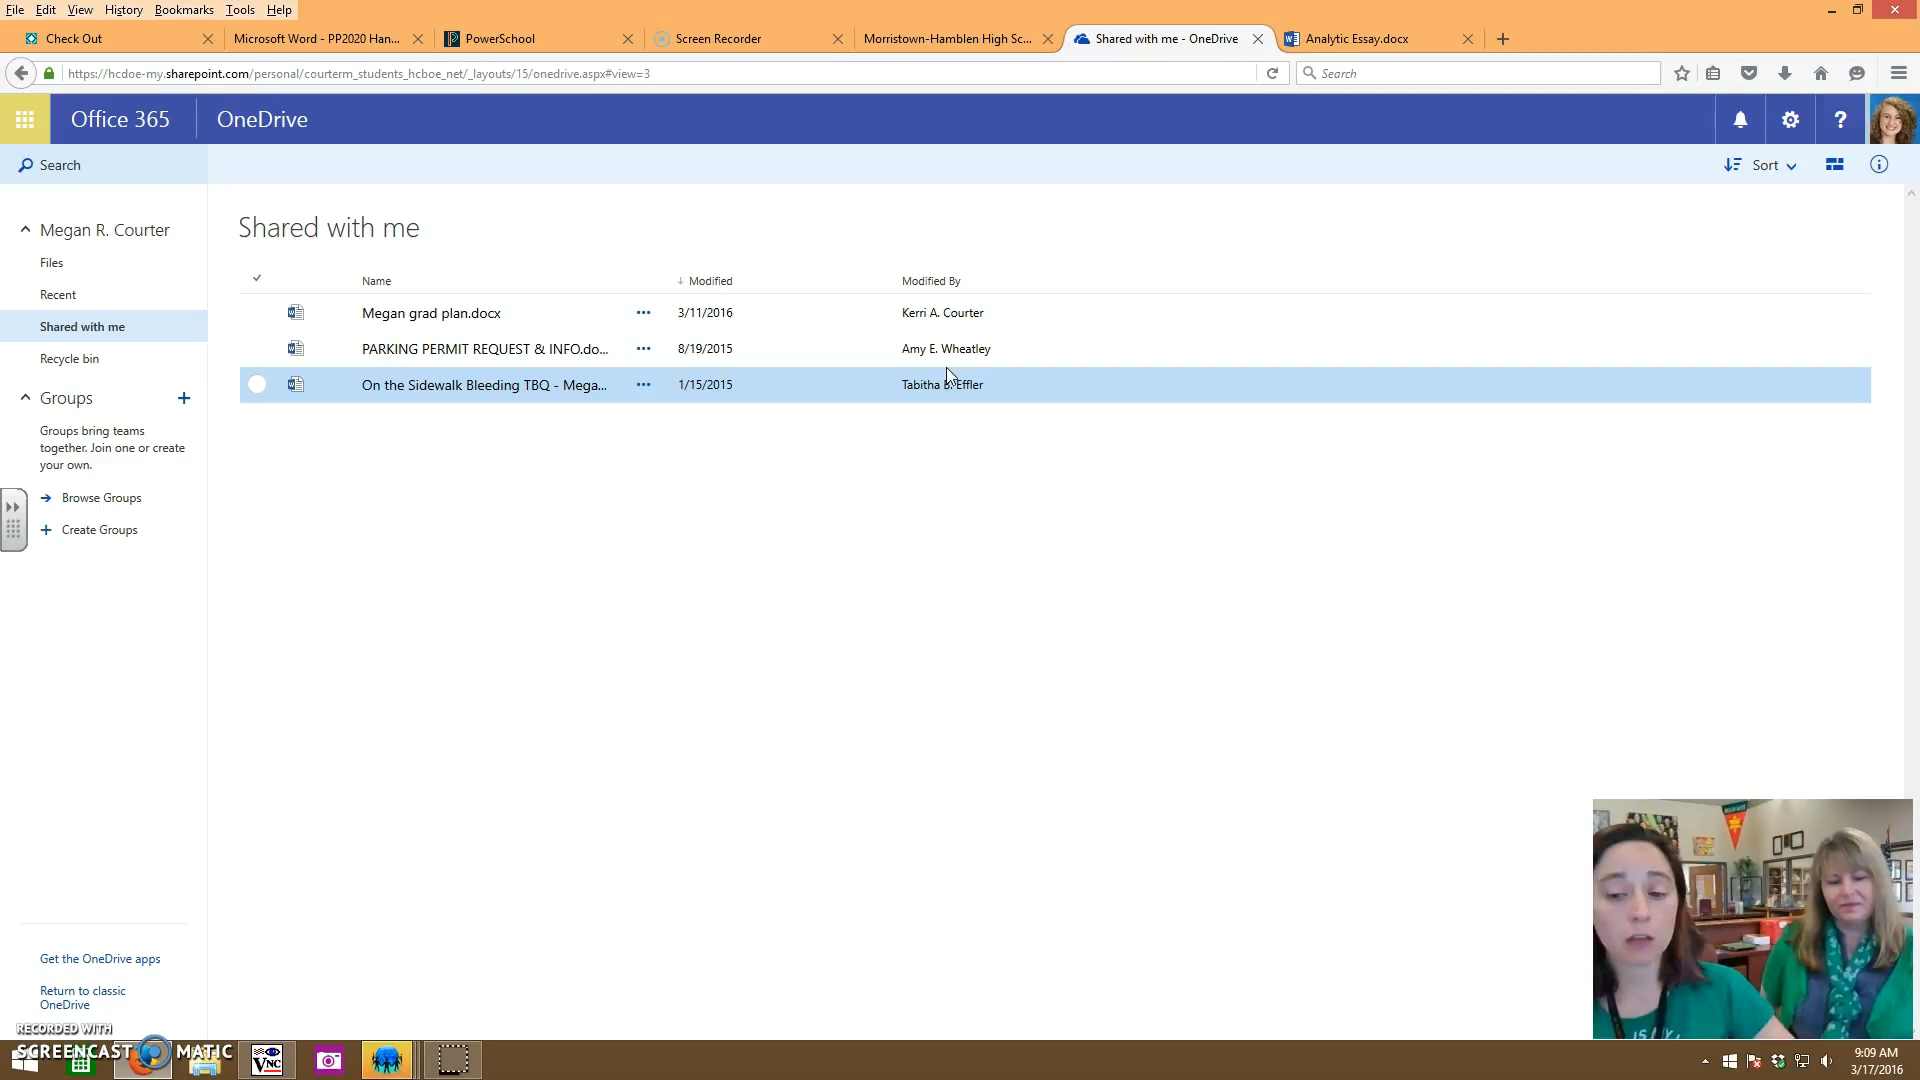 File Edit View History Bookmarks Tools Help
Check Out
Microsoft Word - PP2020 Han...
PowerSchool
Screen Recorder
Morristown-Hamblen High Sc...
Shared with me - OneDrive
Analytic Essay.docx
https://hcdoe-my.sharepoint.com/personal/courterm_students_hcboe_net/_layouts/15/onedrive.aspx#view=3
Search
Office 365
OneDrive
?
Search
Sort
Megan R. Courter
Files
Recent
Shared with me
Recycle bin
Groups
Groups bring teams
together. Join one or create
your own.
Browse Groups
Create Groups
Get the OneDrive apps
Return to classic
OneDrive
Shared with me
Name Modified Modified By
Megan grad plan.docx 3/11/2016 Kerri A. Courter
PARKING PERMIT REQUEST & INFO.do... 8/19/2015 Amy E. Wheatley
On the Sidewalk Bleeding TBQ - Mega... 1/15/2015 Tabitha B. Effler
RECORDED WITH
SCREENCAST MATIC
VNC
9:09 AM
3/17/2016